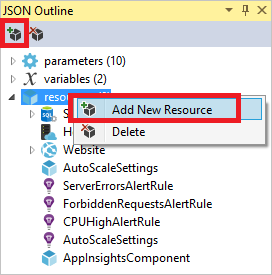 JSON Outline
parameters (10)
variables (2)
Add New Resource
Delete
Website
AutoScaleSettings
ServerErrorsAlertRule
ForbiddenRequestsAlertRule
CPUHighAlertRule
AutoScaleSettings
AppInsightsComponent